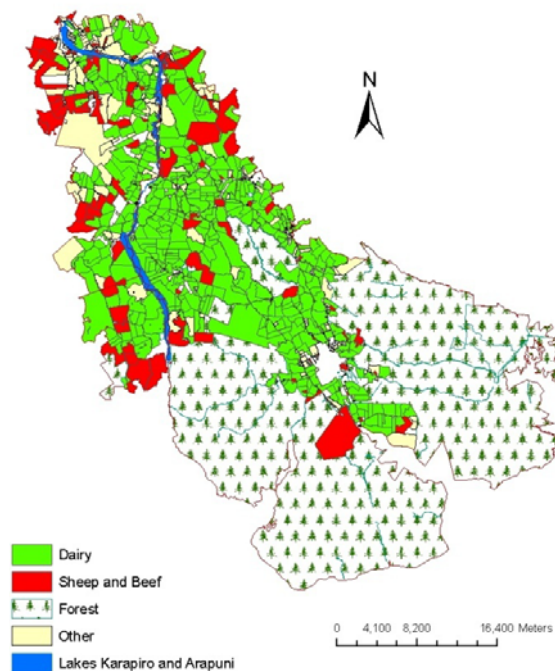 N
Dairy
Sheep and Beef
Forest
Other
Lakes Karapiro and Arapuni
0 4,100 8,200 16,400 Meters